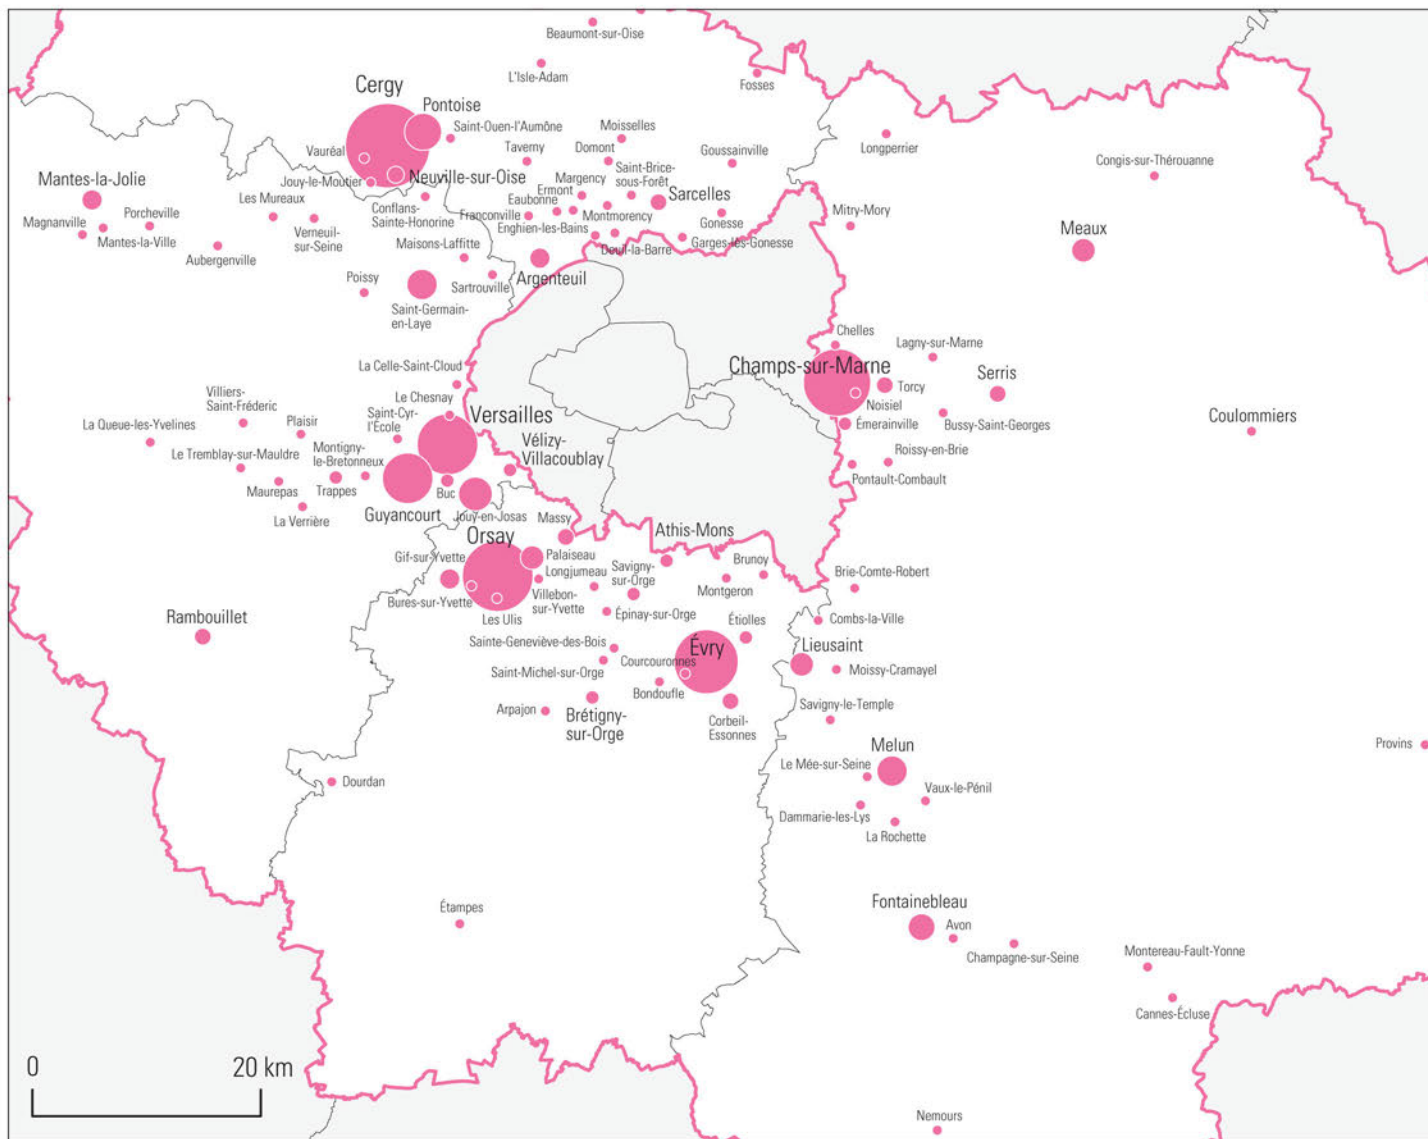 Beaumont-sur-Oise
L'Isle-Adam
Fosses
Cergy
Pontoise
Saint-Ouen-l'Aumône
Moisselles
Taverny
Domont
Goussainville
Longperrier
Congis-sur-Thérouanne
Vauréal
Jouy-le-Moutier
Neuville-sur-Oise
Margency
Saint-Brice-
sous-Forêt
Mantes-la-Jolie
Les Mureaux
Conflans-
Sainte-Honorine
Ermont
Eaubonne
Sarcelles
Magnanville
Porcheville
Mantes-la-Ville
Verneuil-
sur-Seine
Franconville
Enghien-les-Bains
Montmorency
Gonesse
Mitry-Mory
Meaux
Aubergenville
Maisons-Laffitte
Deuil-la-Barre
Garges-lès-Gonesse
Poissy
Sartrouville
Argenteuil
Saint-Germain-
en-Laye
Chelles
Lagny-sur-Marne
La Celle-Saint-Cloud
Champs-sur-Marne
Serris
Torcy
Noisiel
Villiers-
Saint-Fréderic
Le Chesnay
La Queue-les-Yvelines
Plaisir
Saint-Cyr-
l'École
Versailles
Émerainville
Bussy-Saint-Georges
Coulommiers
Le Tremblay-sur-Mauldre
Montigny-
le-Bretonneux
Vélizy-
Villacoublay
Roissy-en-Brie
Pontault-Combault
Maurepas
Trappes
Buc
La Verrière
Guyancourt
Jouy-en-Josas
Massy
Athis-Mons
Orsay
Gif-sur-Yvette
Palaiseau
Longjumeau
Savigny-
sur-Orge
Brunoy
Montgeron
Brie-Comte-Robert
Bures-sur-Yvette
Villebon-
sur-Yvette
Les Ulis
Épinay-sur-Orge
Étiolles
Combs-la-Ville
Rambouillet
Sainte-Geneviève-des-Bois
Évry
Lieusaint
Saint-Michel-sur-Orge
Courcouronnes
Moissy-Cramayel
Bondoufle
Arpajon
Brétigny-
sur-Orge
Corbeil-
Essonnes
Savigny-le-Temple
Melun
Provins
Le Mée-sur-Seine
Dourdan
Vaux-le-Pénil
Dammarie-les-Lys
La Rochette
Étampes
Fontainebleau
Avon
Champagne-sur-Seine
Montereau-Fault-Yonne
Cannes-Écluse
0
20 km
Nemours